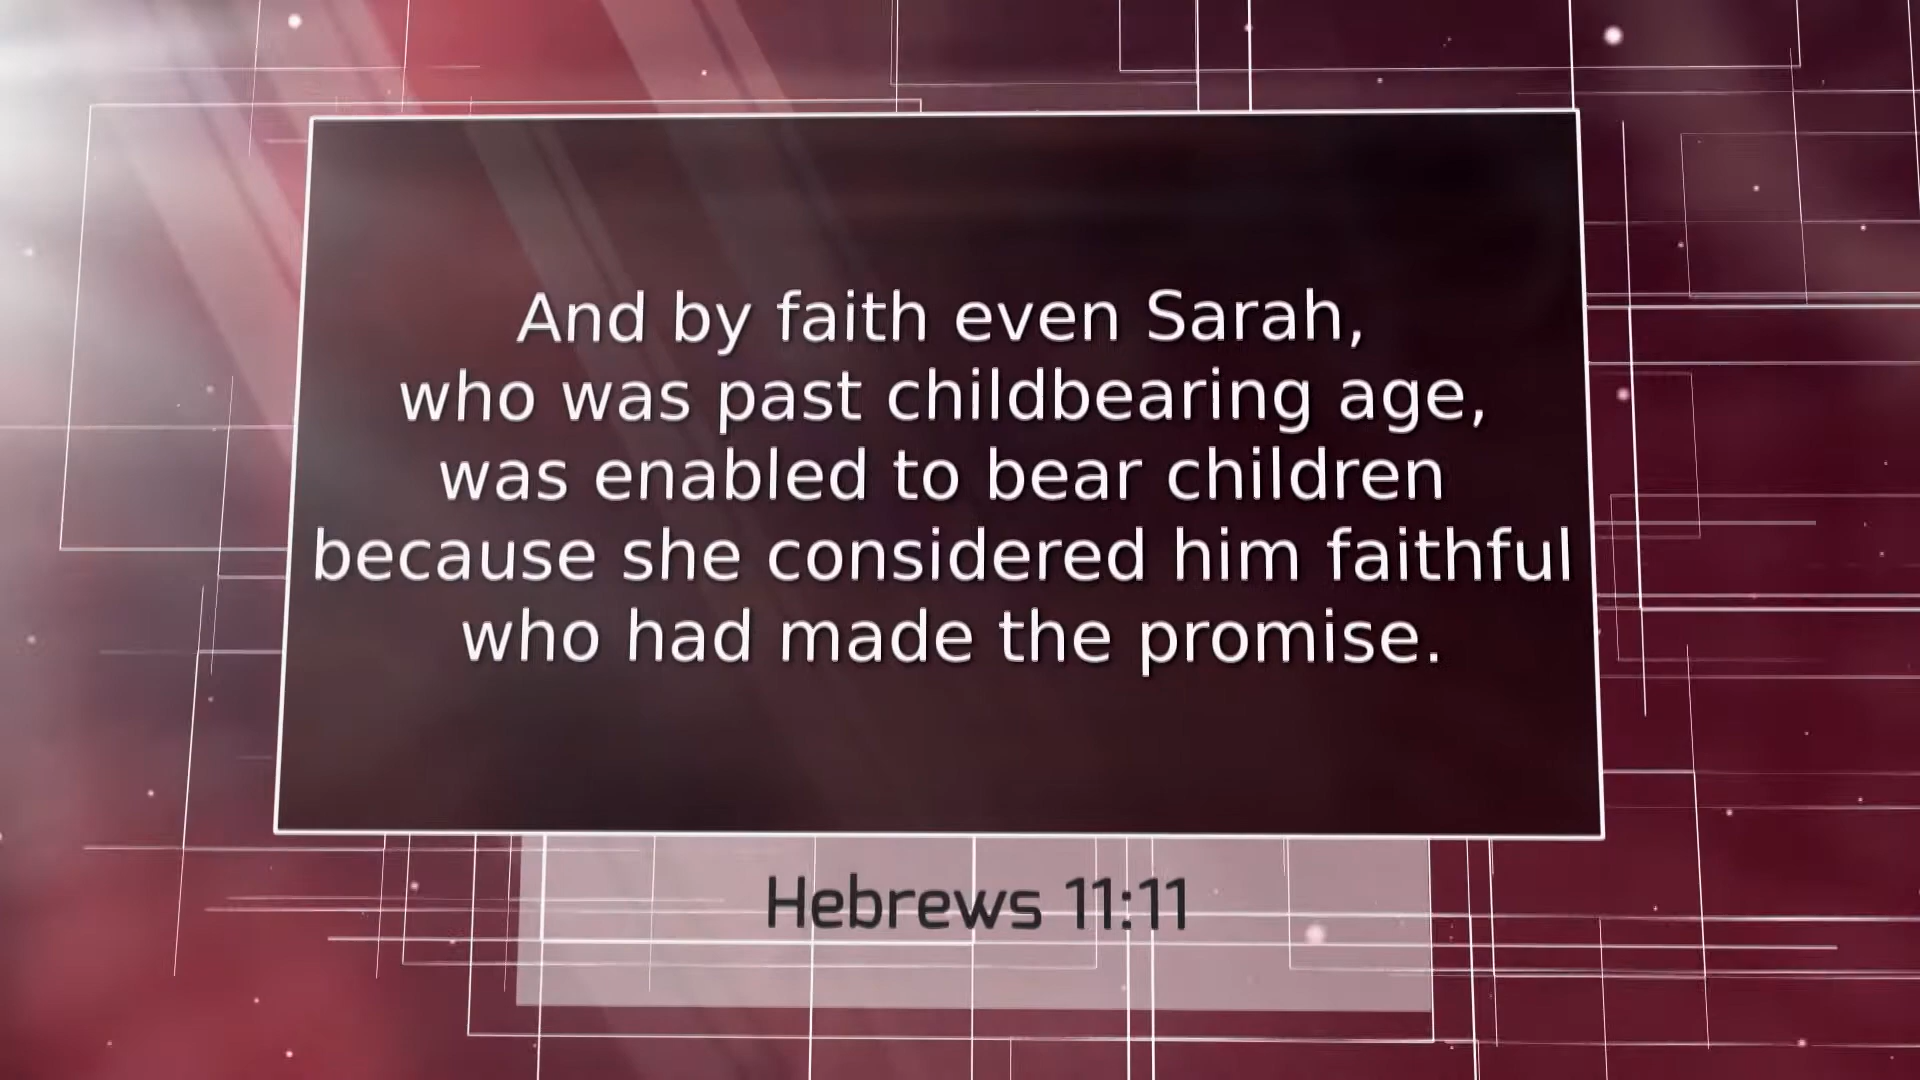 And by faith even Sarah,
who was past childbearing age,
was enabled to bear children
because she considered him faithful
who had made the promise.
Hebrews 11:11